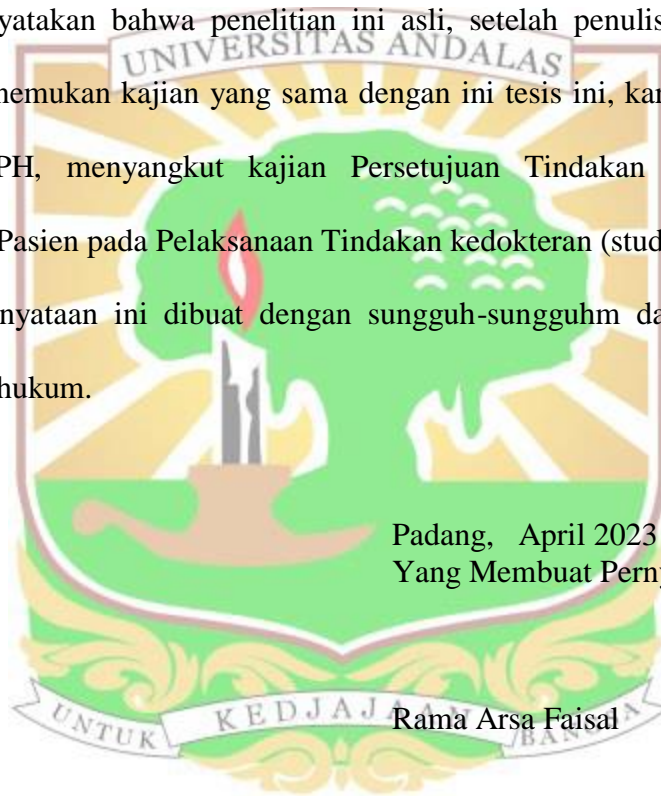 yatakan bahwa penelitian ini asli, setelah penulis
UNIVERSITAS ANDALAS
nemukan kajian yang sama dengan ini tesis ini, kar
PH, menyangkut kajian Persetujuan Tindakan
Pasien pada Pelaksanaan Tindakan kedokteran (stud
nyataan ini dibuat dengan sungguh-sungguhm da
hukum.
Padang, April 2023
Yang Membuat Perny
Rama Arsa Faisal
UNTUK KEDJAJAAN BANGSA